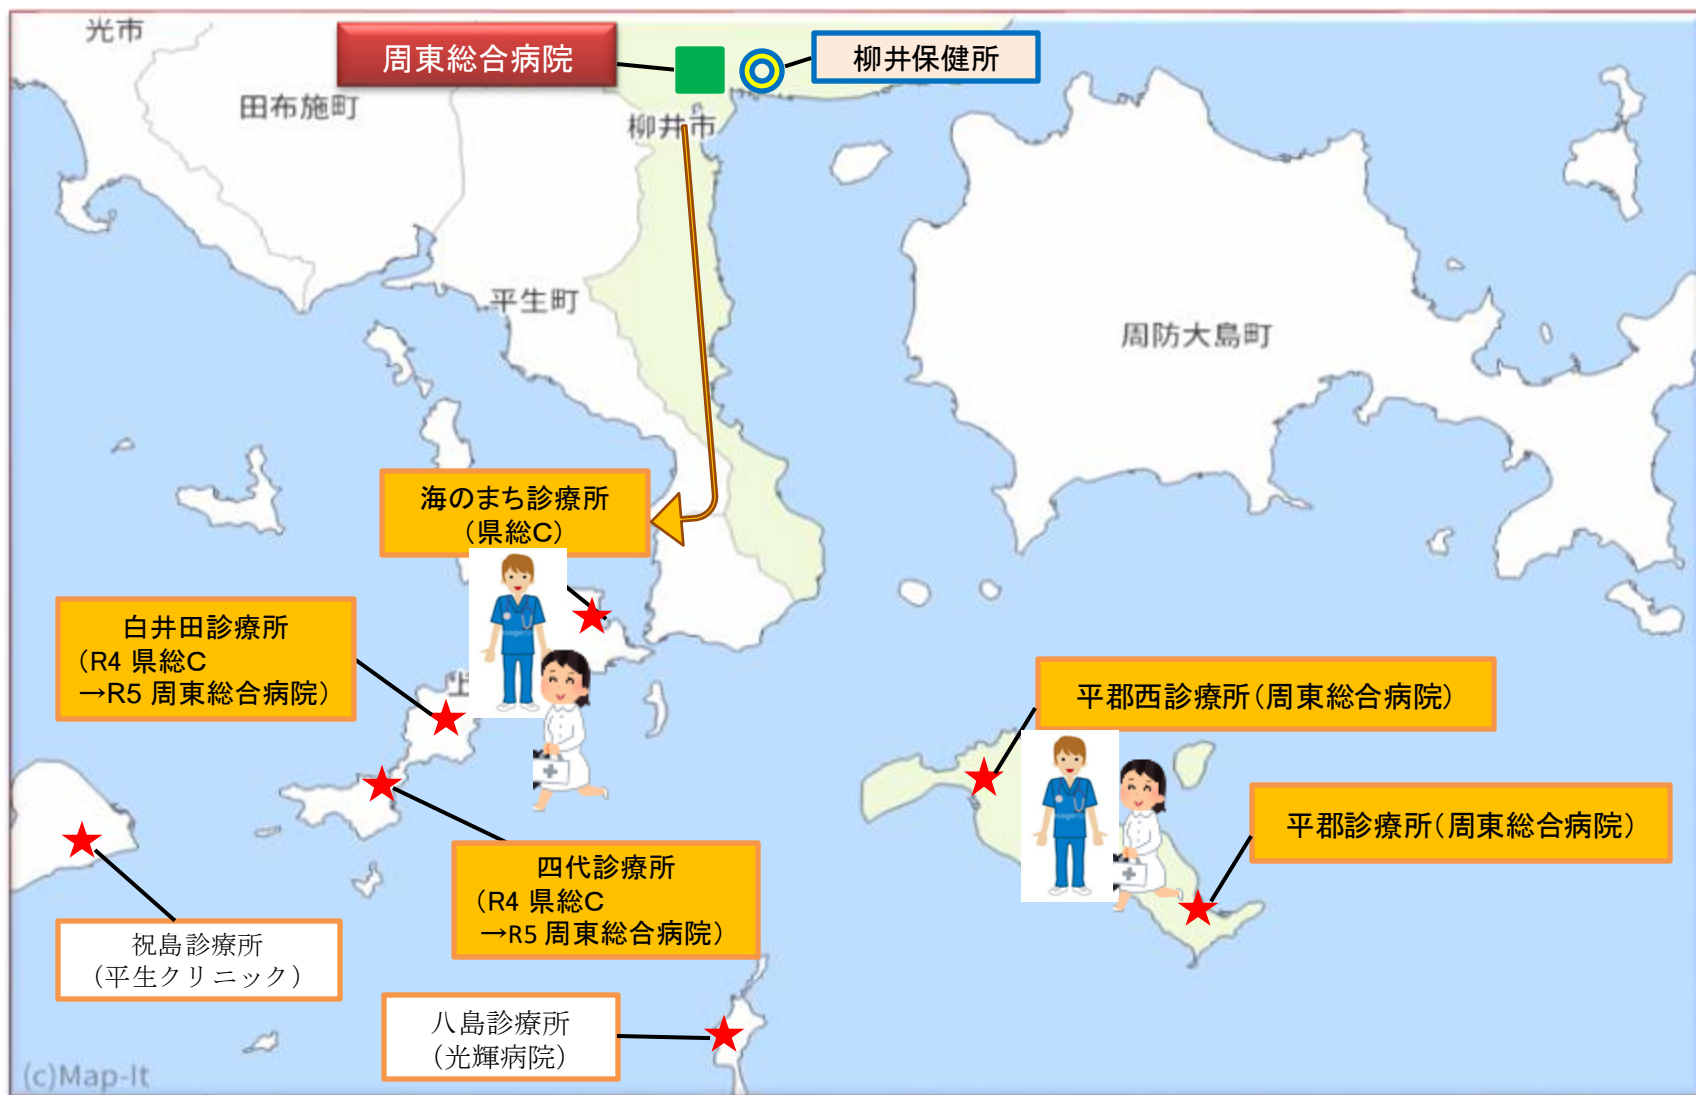 光市
周東総合病院
柳井保健所
田布施町
柳井市
平生町
周防大島町
海のまち診療所
（県総C）
白井田診療所
（R4 県総C
→R5 周東総合病院）
上
平郡西診療所（周東総合病院）
平郡診療所（周東総合病院）
四代診療所
（R4 県総C
→R5 周東総合病院）
祝島診療所
（平生クリニック）
八島診療所
（光輝病院）
(c)Map-It